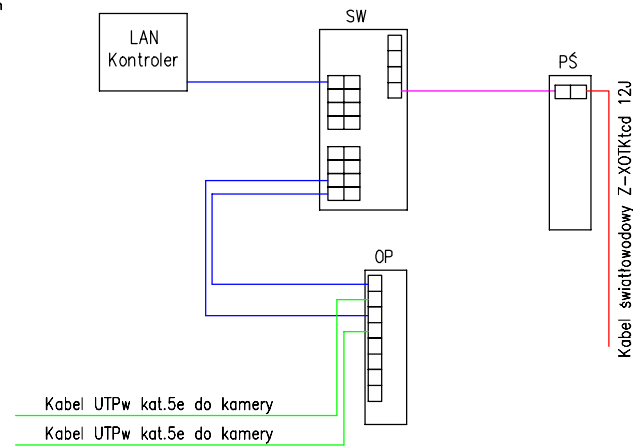 LAN
Kontroler
SW
PŚ
Kabel światłowodowy Z-XOTKtcd 12J
OP
Kabel UTPw kat.5e do kamery
Kabel UTPw kat.5e do kamery